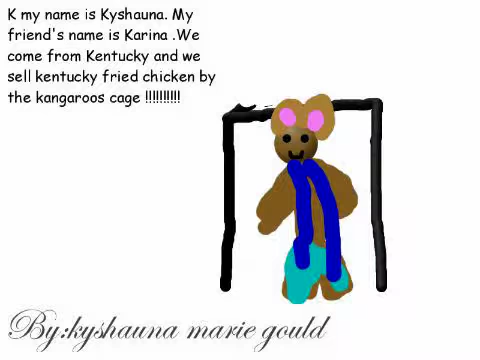 K my name is Kyshauna. My
friend's name is Karina .We
come from Kentucky and we
sell kentucky fried chicken by
the kangaroos cage !!!!!!!!!!
By:kyshauna marie gould